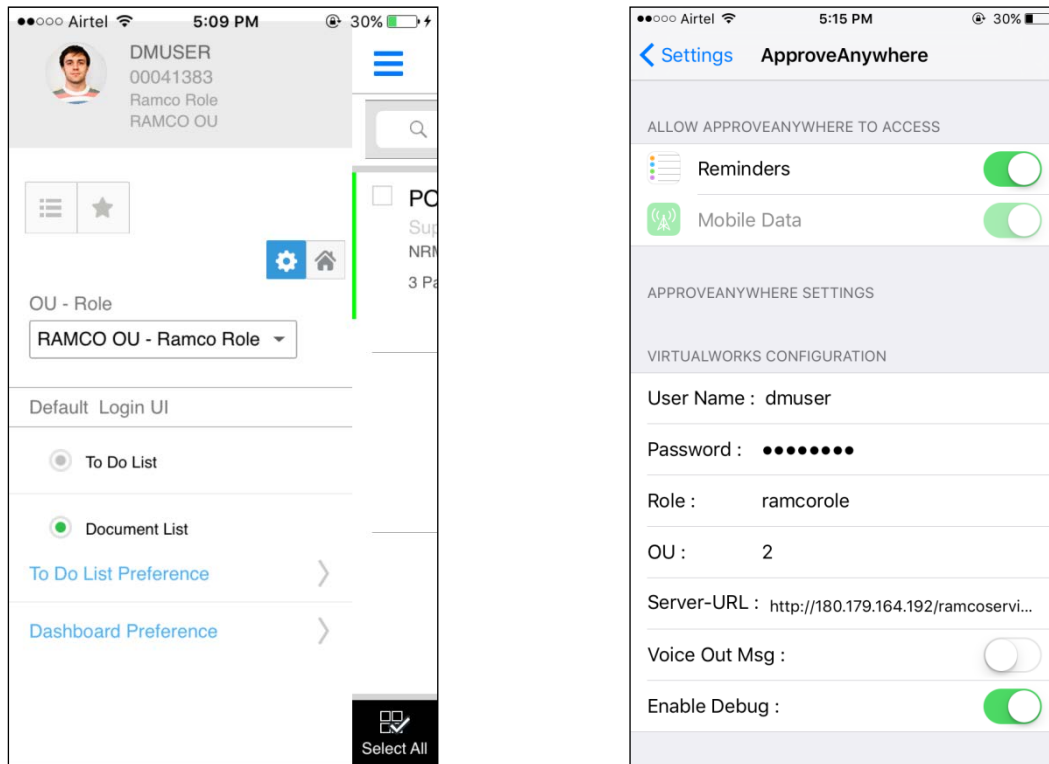 Airtel 5:09 PM 30%
DMUSER
00041383
Ramco Role
RAMCO OU
OU - Role
RAMCO OU - Ramco Role
Default Login UI
To Do List
Document List
To Do List Preference
Dashboard Preference
PO
Sup
NRM
3 Pa
Select All
Airtel 5:15 PM 30%
Settings ApproveAnywhere
ALLOW APPROVEANYWHERE TO ACCESS
Reminders
Mobile Data
APPROVEANYWHERE SETTINGS
VIRTUALWORKS CONFIGURATION
User Name : dmuser
Password : ●●●●●●●●
Role : ramcorole
OU : 2
Server-URL : http://180.179.164.192/ramcoservi...
Voice Out Msg :
Enable Debug :